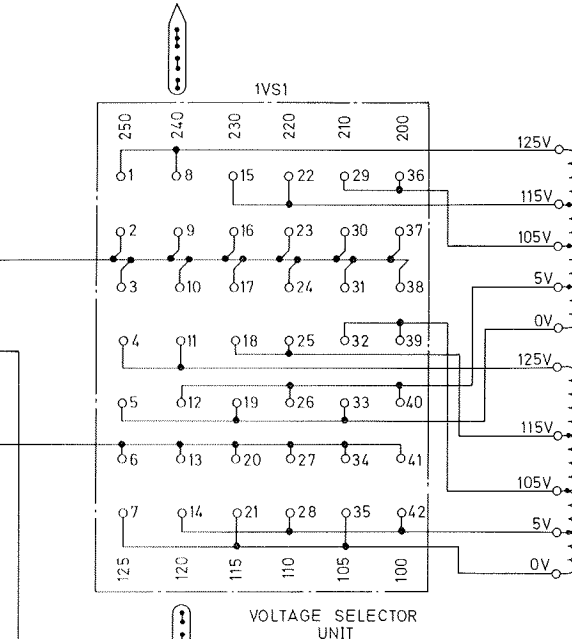 1VS1
250 240 230 220 210 200
125V
1 8 15 22 29 36
115V
2 9 16 23 30 37
105V
3 10 17 24 31 38
5V
0V
4 11 18 25 32 39
125V
5 12 19 26 33 40
115V
6 13 20 27 34 41
105V
7 14 21 28 35 42
5V
125 120 115 110 105 100
0V
VOLTAGE SELECTOR
UNIT